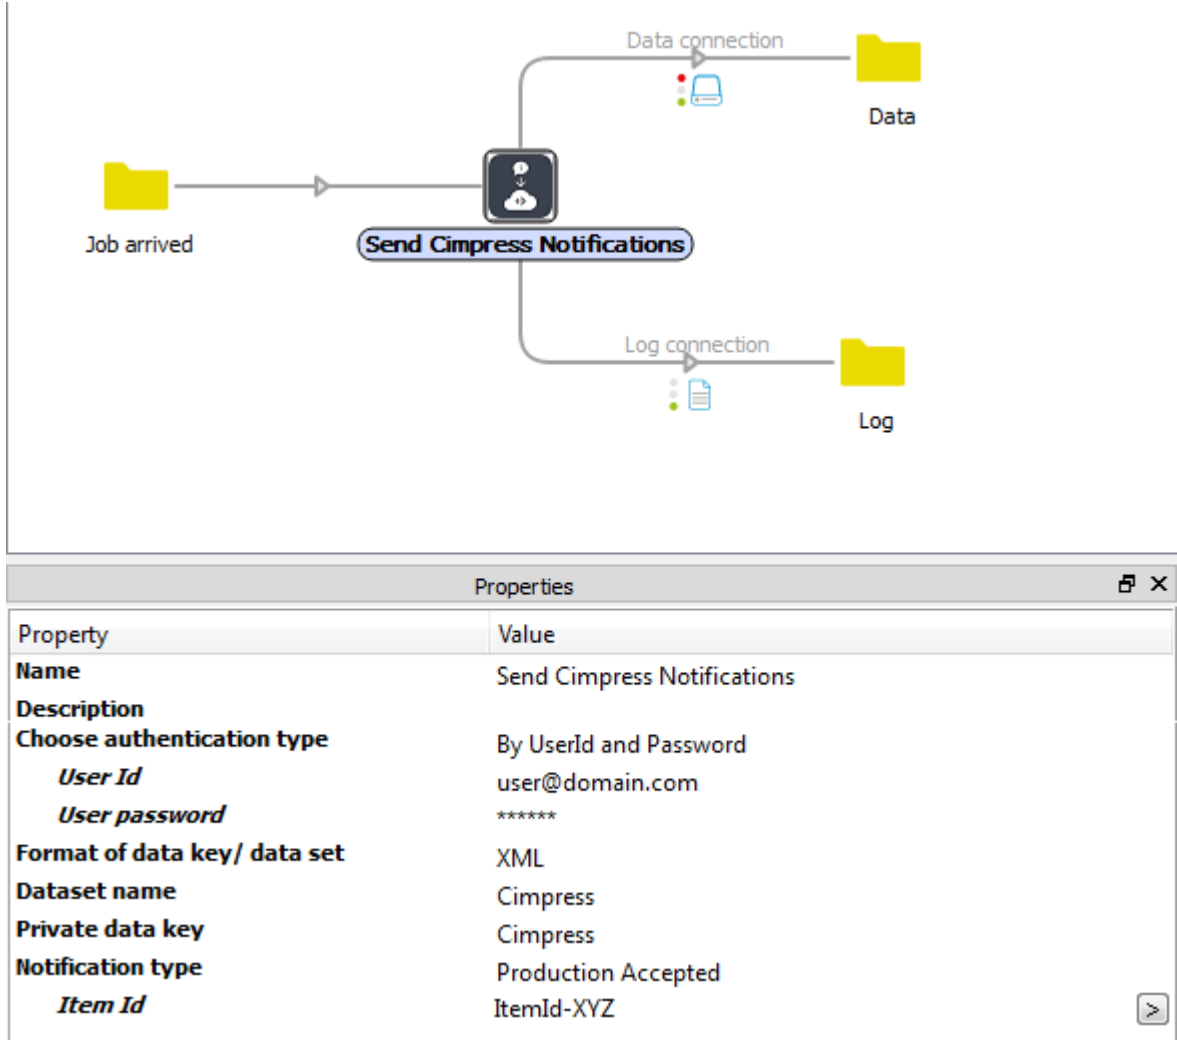 Data connection
Data
Job arrived
Send Cimpress Notifications
Log connection
Log
Properties
Property Value
Name Send Cimpress Notifications
Description
Choose authentication type By UserId and Password
User Id user@domain.com
User password ******
Format of data key/ data set XML
Dataset name Cimpress
Private data key Cimpress
Notification type Production Accepted
Item Id ItemId-XYZ >